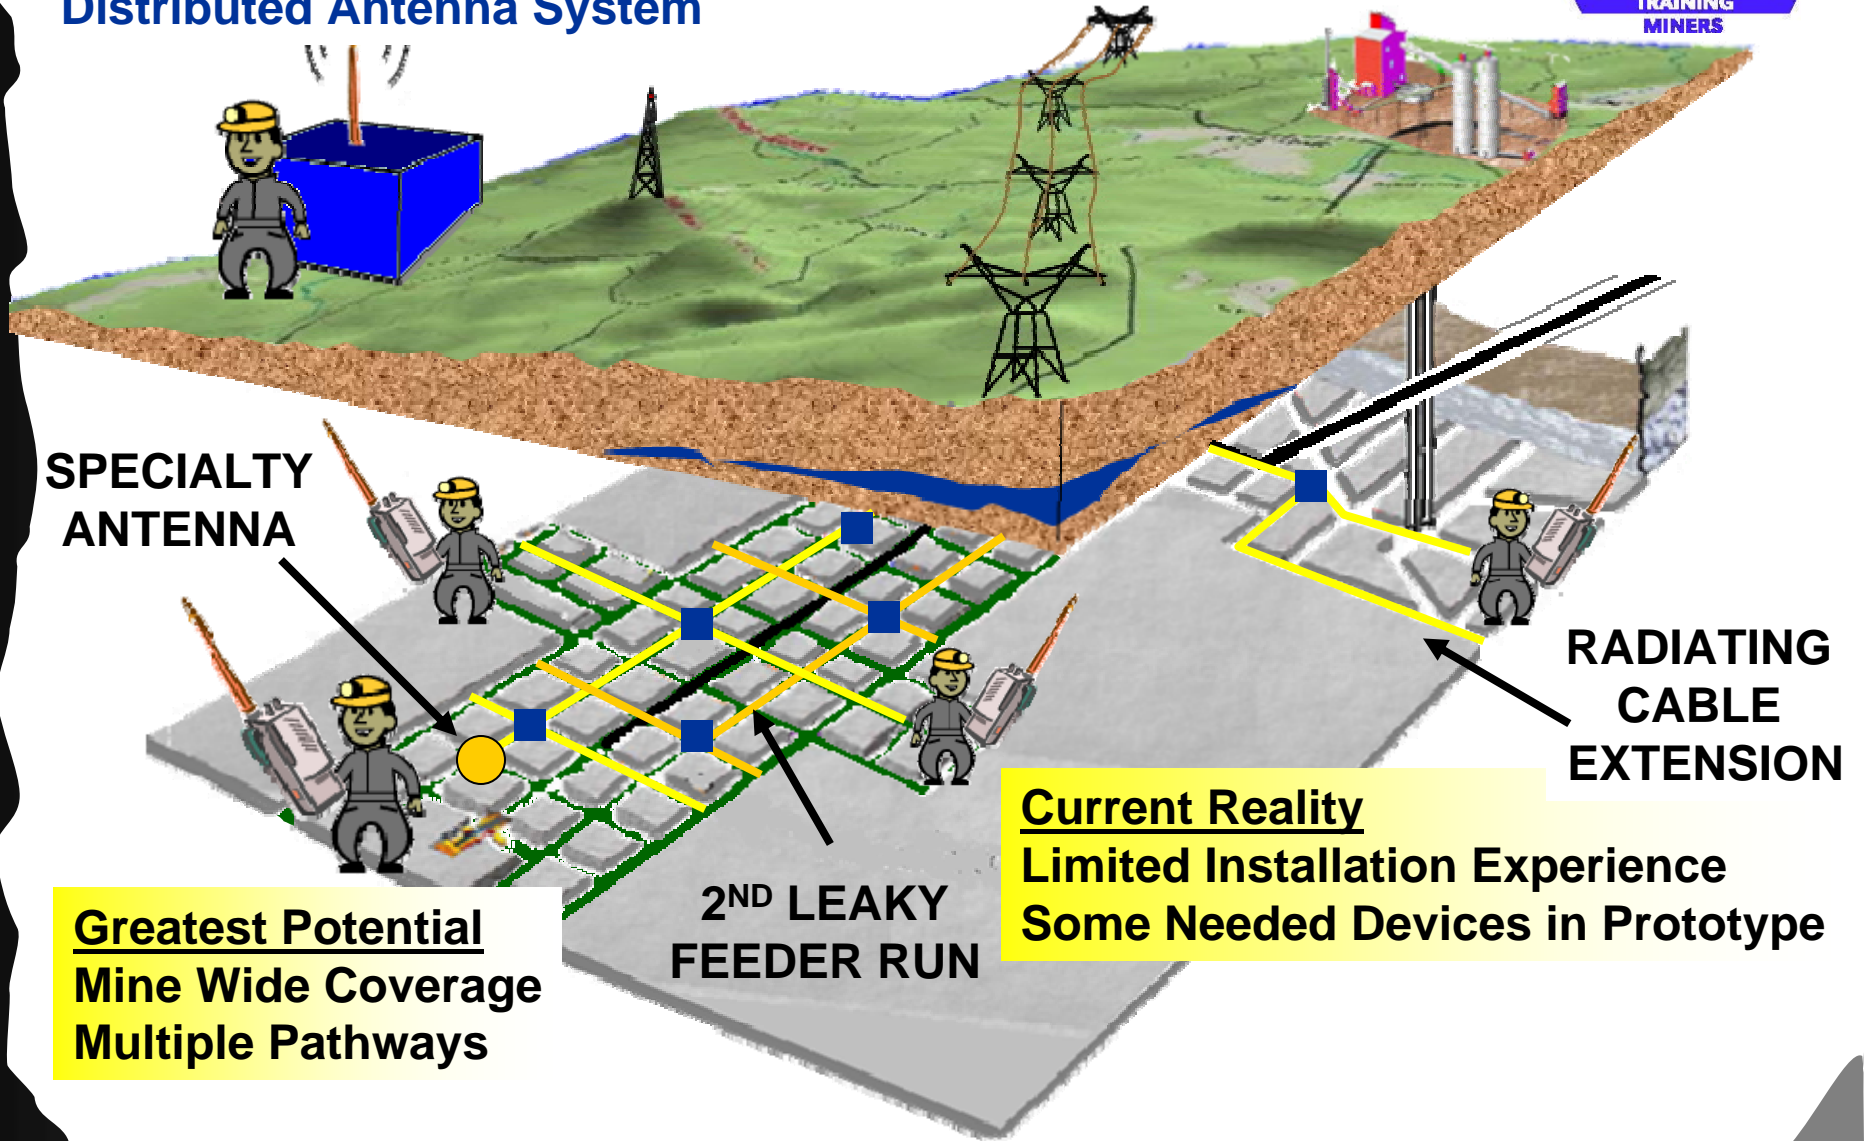 Distributed Antenna System
TRAINING
MINERS
SPECIALTY
ANTENNA
RADIATING
CABLE
EXTENSION
Current Reality
Limited Installation Experience
Some Needed Devices in Prototype
2ND LEAKY
FEEDER RUN
Greatest Potential
Mine Wide Coverage
Multiple Pathways